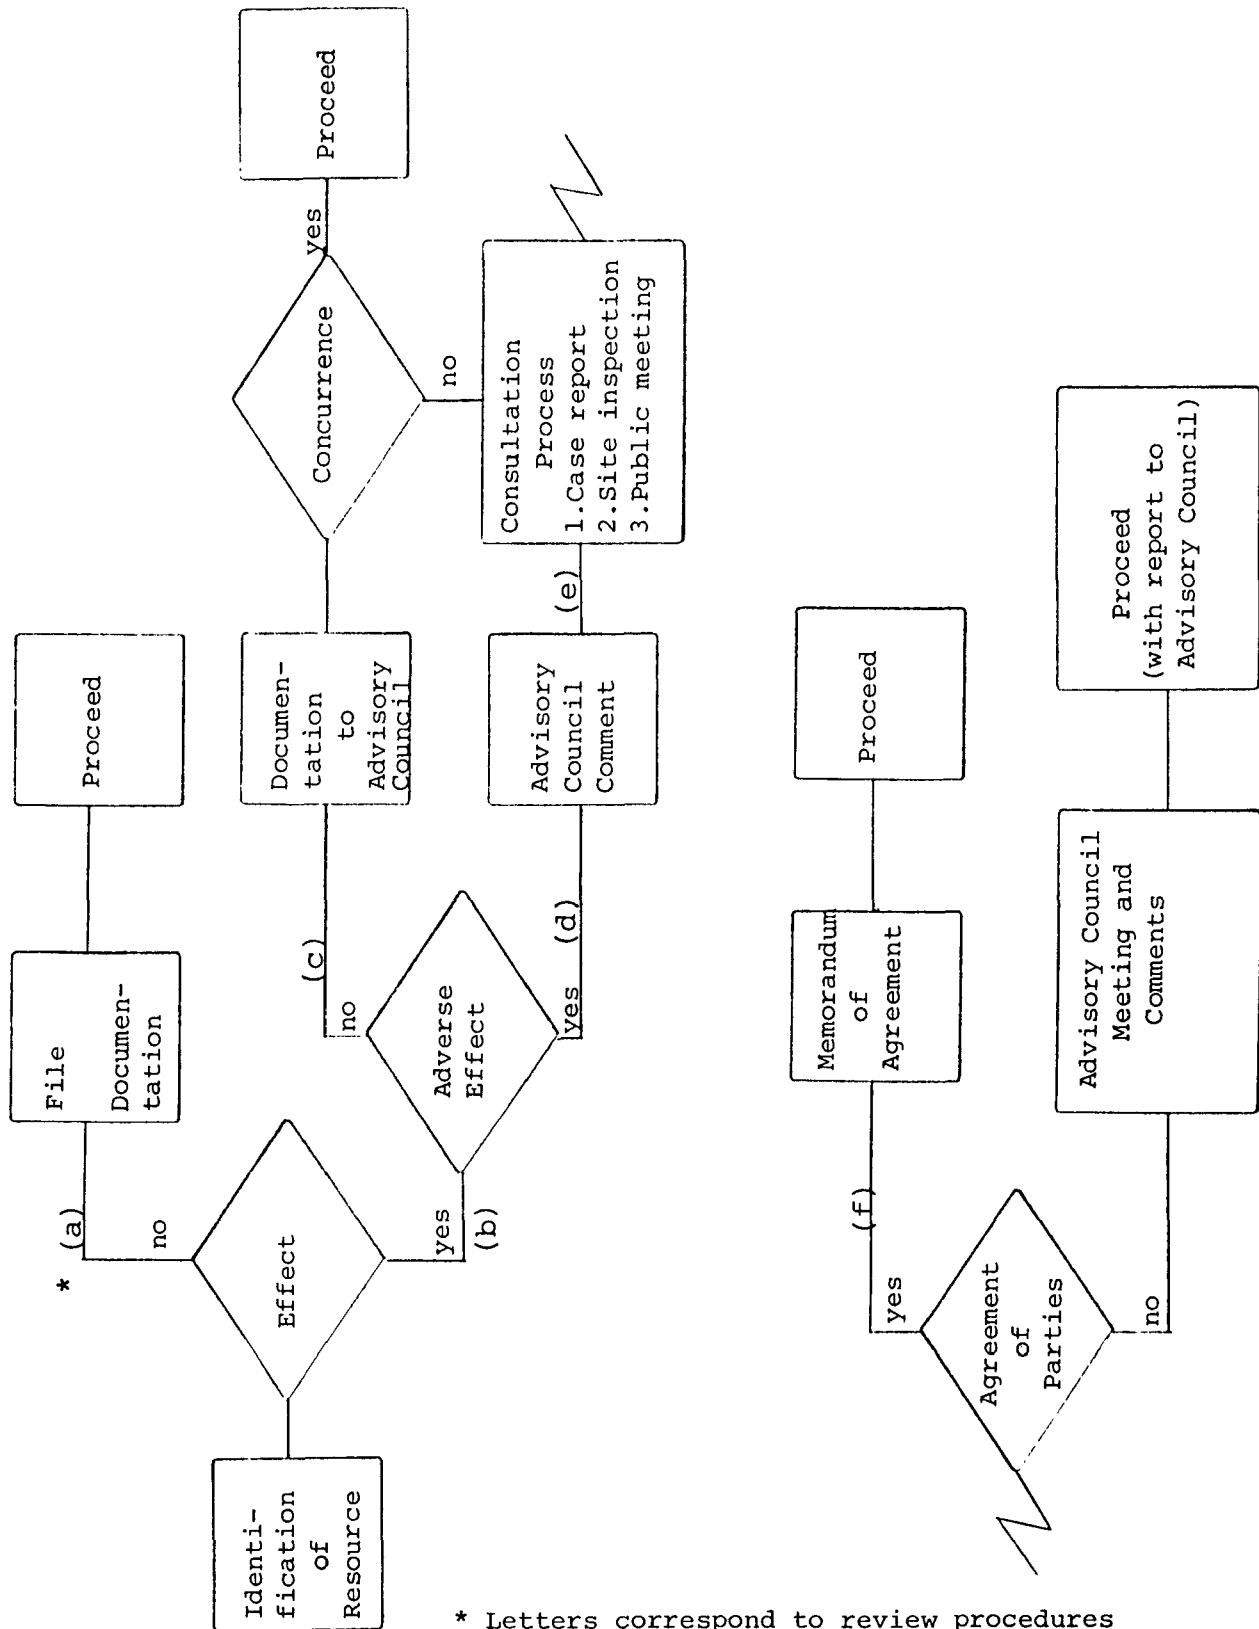 Identi-
fication
of
Resource
Effect
* (a)
no
yes
(b)
File
Documen-
tation
Proceed
Adverse
Effect
no
(c)
yes
(d)
Documen-
tation
to
Advisory
Council
Concurrence
yes
Proceed
no
Advisory
Council
Comment
(e)
Consultation
Process
1.Case report
2.Site inspection
3.Public meeting
Agreement
of
Parties
yes
(f)
Memorandum
of
Agreement
Proceed
no
Advisory Council
Meeting and
Comments
Proceed
(with report to
Advisory Council)
* Letters correspond to review procedures